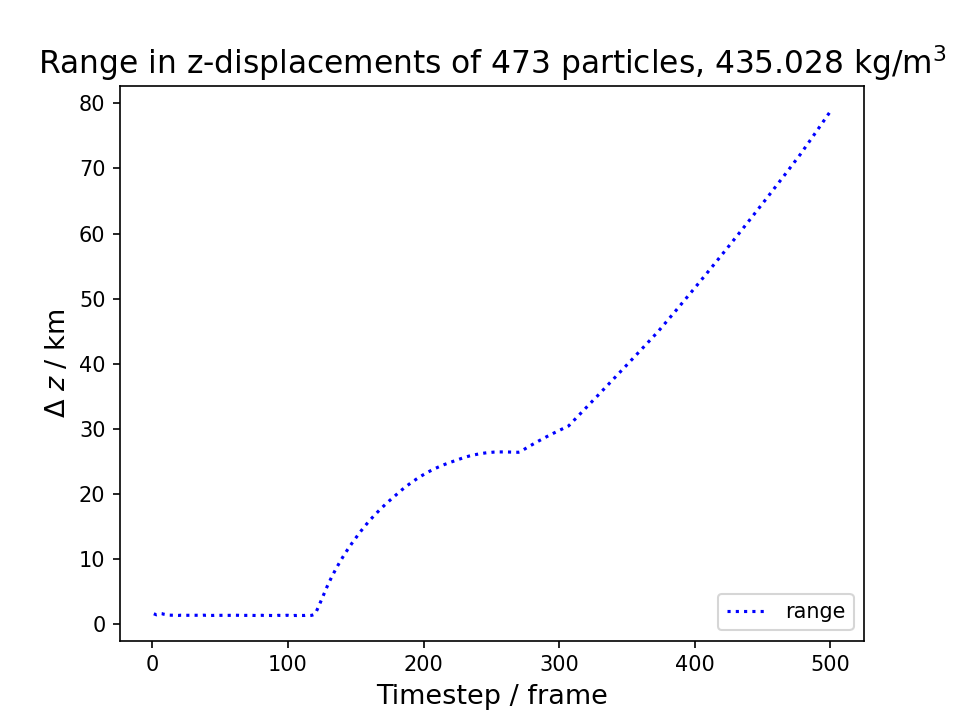 Range in z-displacements of 473 particles, 435.028 kg/m³
80
70
60
50
40
30
20
10
0
Δ z / km
range
0 100 200 300 400 500
Timestep / frame